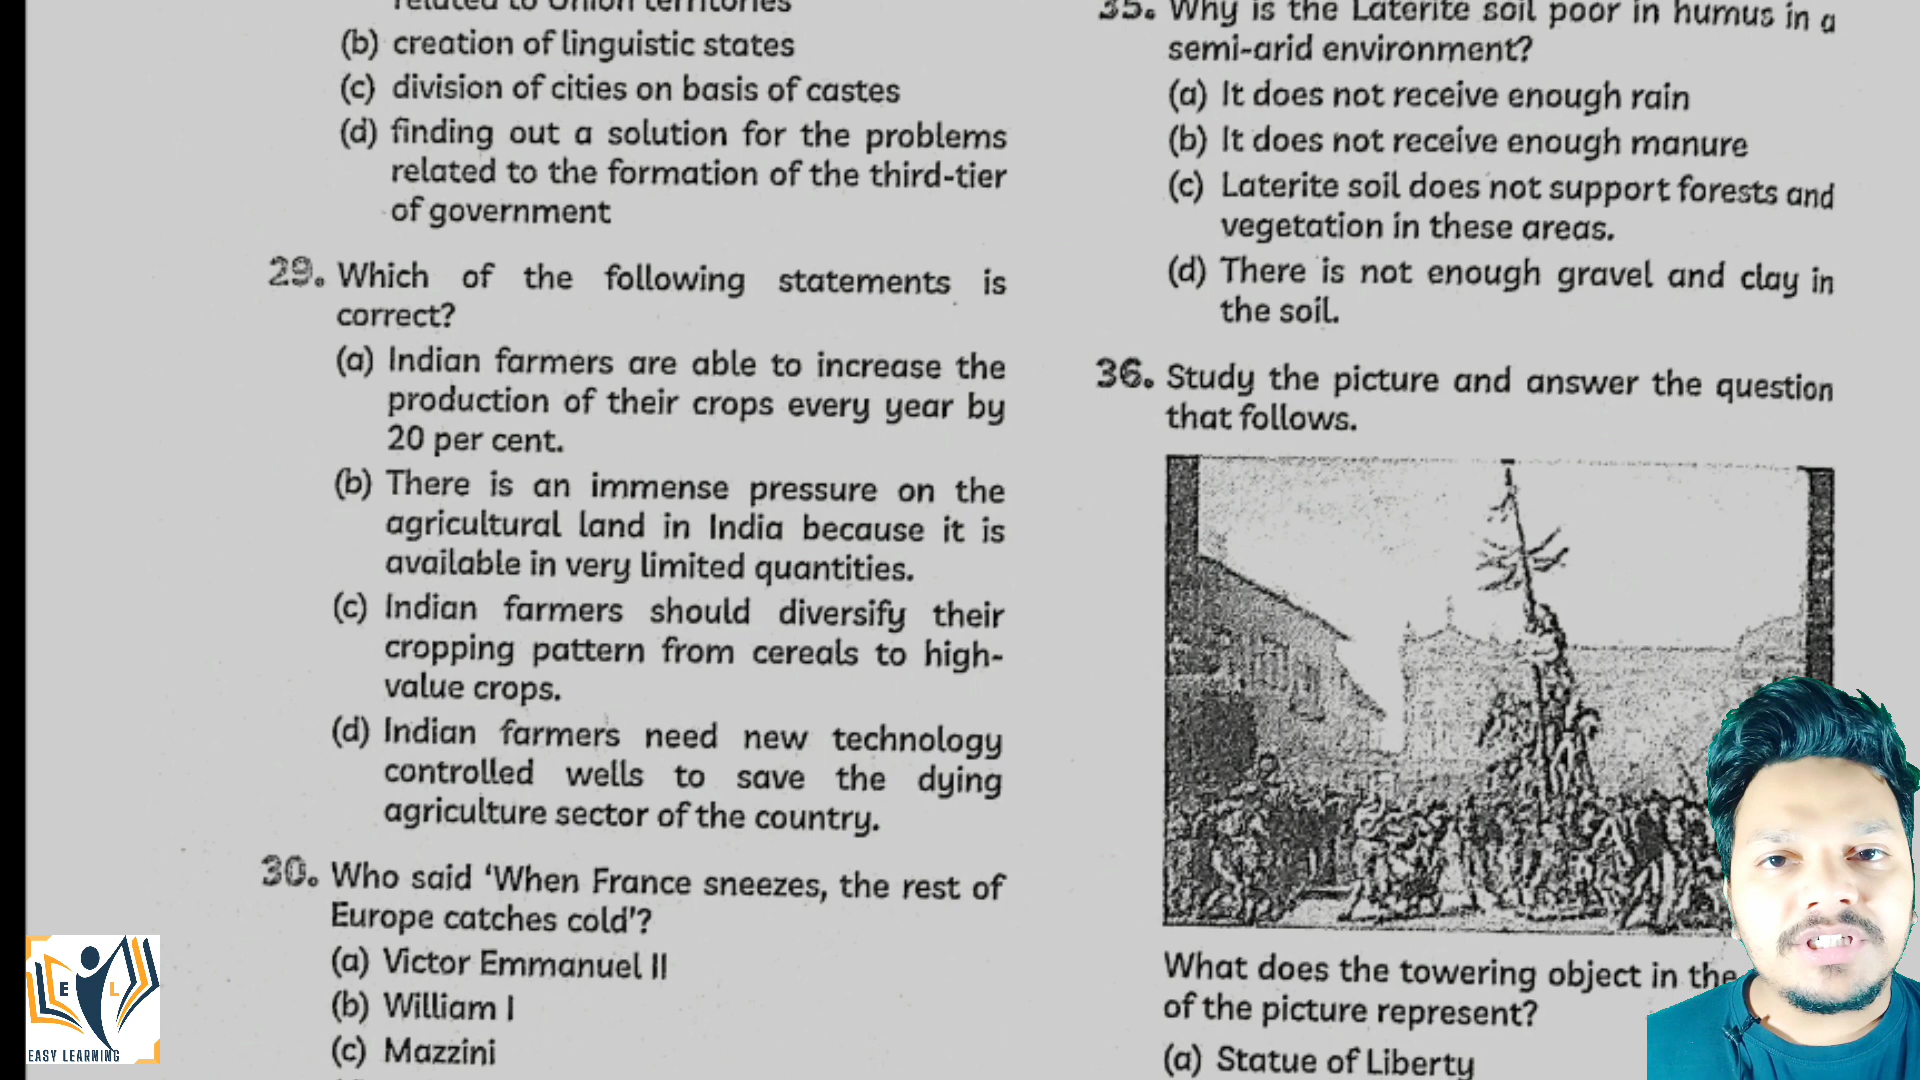 related to Union territories
(b) creation of linguistic states
(c) division of cities on basis of castes
(d) finding out a solution for the problems
related to the formation of the third-tier
of government
29. Which of the following statements is
correct?
(a) Indian farmers are able to increase the
production of their crops every year by
20 per cent.
(b) There is an immense pressure on the
agricultural land in India because it is
available in very limited quantities.
(c) Indian farmers should diversify their
cropping pattern from cereals to high-
value crops.
(d) Indian farmers need new technology
controlled wells to save the dying
agriculture sector of the country.
30. Who said ‘When France sneezes, the rest of
Europe catches cold’?
(a) Victor Emmanuel II
(b) William I
(c) Mazzini
35. Why is the Laterite soil poor in humus in a
semi-arid environment?
(a) It does not receive enough rain
(b) It does not receive enough manure
(c) Laterite soil does not support forests and
vegetation in these areas.
(d) There is not enough gravel and clay in
the soil.
36. Study the picture and answer the question
that follows.
What does the towering object in the
of the picture represent?
(a) Statue of Liberty
E L
EASY LEARNING